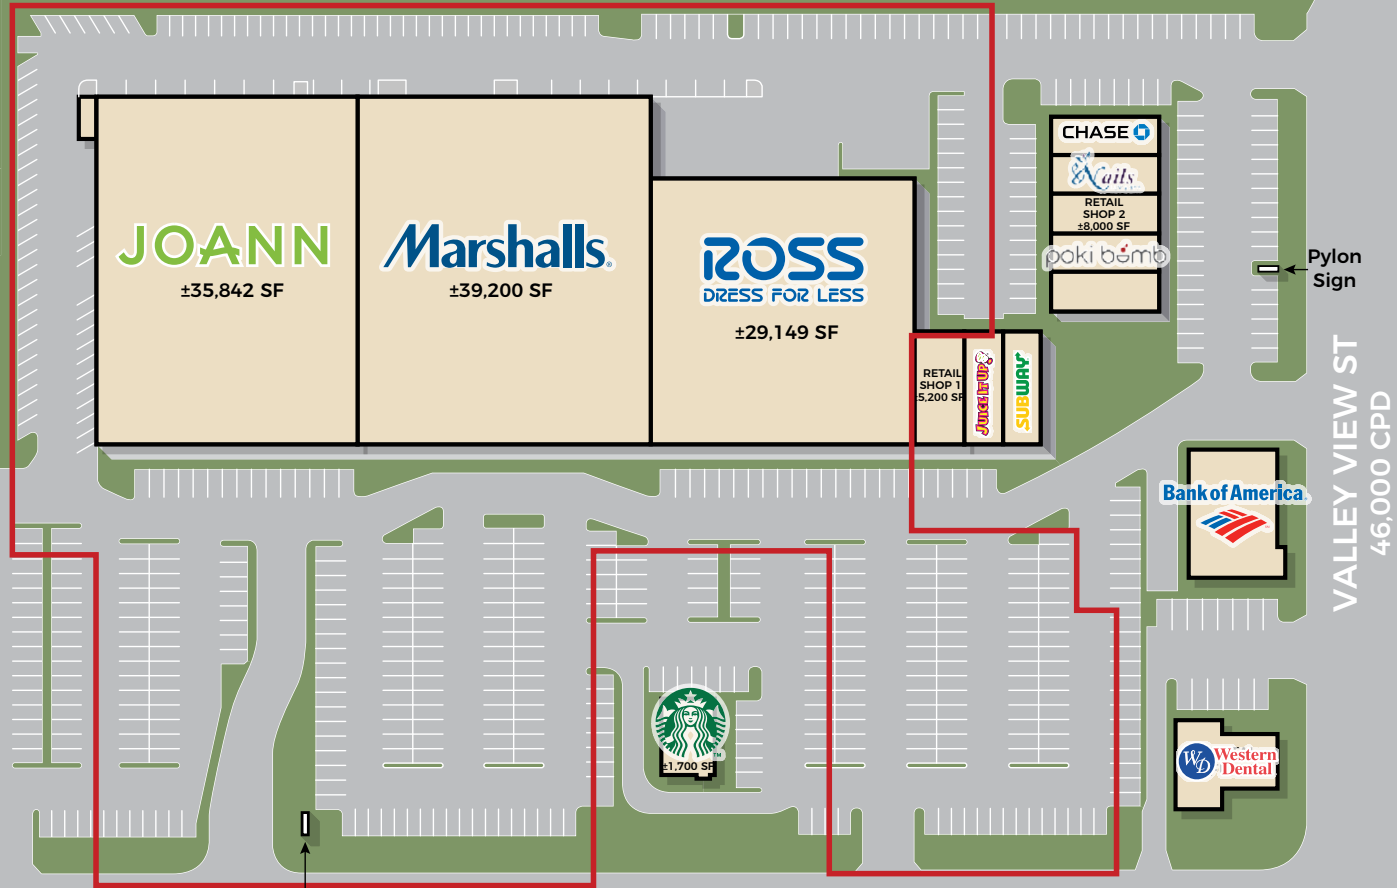 JOANN
±35,842 SF
Marshalls.
±39,200 SF
ROSS
DRESS FOR LESS
±29,149 SF
RETAIL
SHOP 1
±5,200 SF
JUICE IT UP!
SUBWAY
CHASE
Nails
RETAIL
SHOP 2
±8,000 SF
poki bomb
Pylon
Sign
VALLEY VIEW ST
46,000 CPD
Bank of America
WD Western
Dental
TM
±1,700 SF